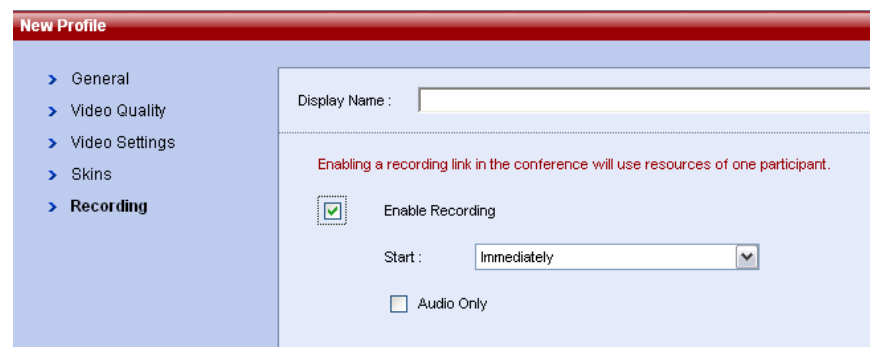 New Profile
General
Video Quality
Video Settings
Skins
Recording
Display Name :
Enabling a recording link in the conference will use resources of one participant.
Enable Recording
Start : Immediately
Audio Only